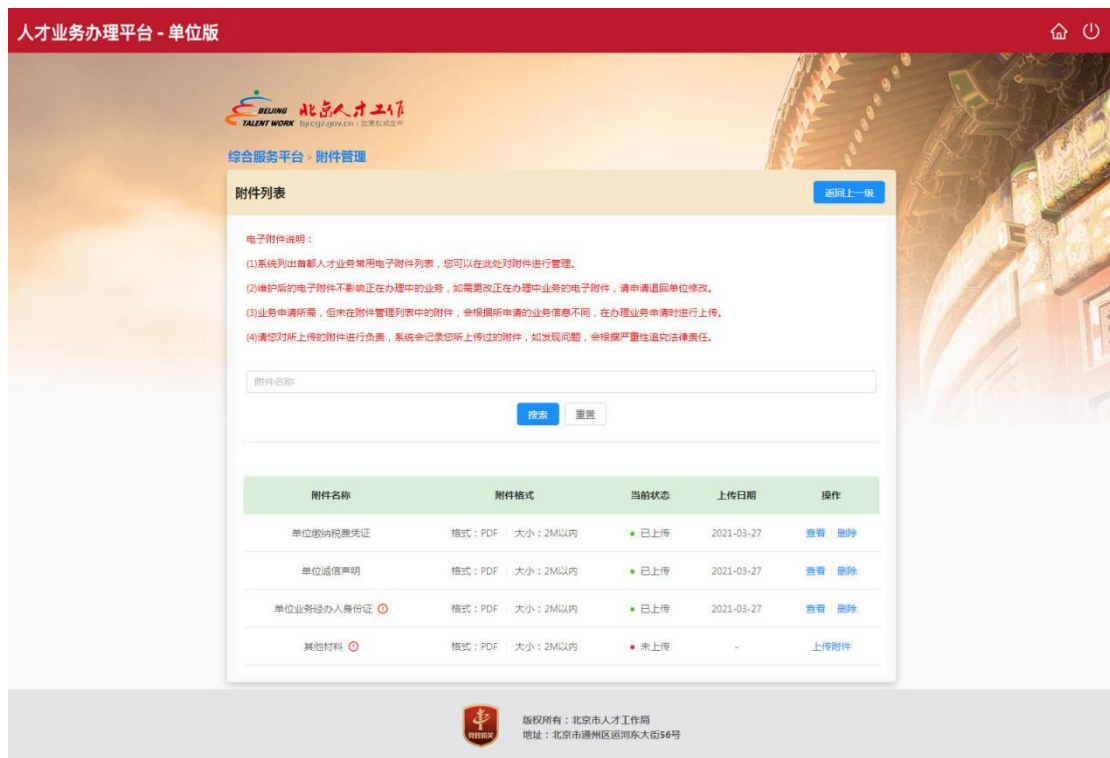 人才业务办理平台 - 单位版
BEIJING
TALENT WORK
北京人才工作
bjrcgz.gov.cn
综合服务平台 > 附件管理
附件列表
返回上一级
电子附件说明：
(1)系统列出首都人才业务常用电子附件列表，您可以在此处对附件进行管理。
(2)维护后的电子附件不影响正在办理中的业务，如需更改正在办理中业务的电子附件，请申请退回单位修改。
(3)业务申请所需，但未在附件管理列表中的附件，会根据所申请的业务信息不同，在办理业务申请时进行上传。
(4)请您对所上传的附件进行负责，系统会记录您所上传过的附件，如发现问题，会根据严重性追究法律责任。
附件名称
搜索 重置
附件名称 附件格式 当前状态 上传日期 操作
单位缴纳税票凭证 格式：PDF | 大小：2M以内 已上传 2021-03-27 查看 | 删除
单位诚信声明 格式：PDF | 大小：2M以内 已上传 2021-03-27 查看 | 删除
单位业务经办人身份证 格式：PDF | 大小：2M以内 已上传 2021-03-27 查看 | 删除
其他材料 格式：PDF | 大小：2M以内 未上传 - 上传附件
党政机关
版权所有：北京市人才工作局
地址：北京市通州区运河东大街56号